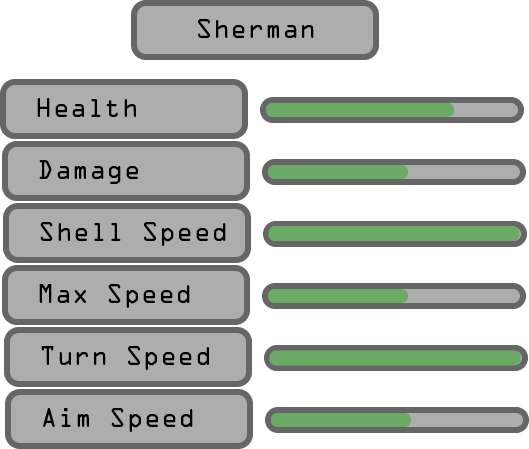 Sherman
Health
Damage
Shell Speed
Max Speed
Turn Speed
Aim Speed